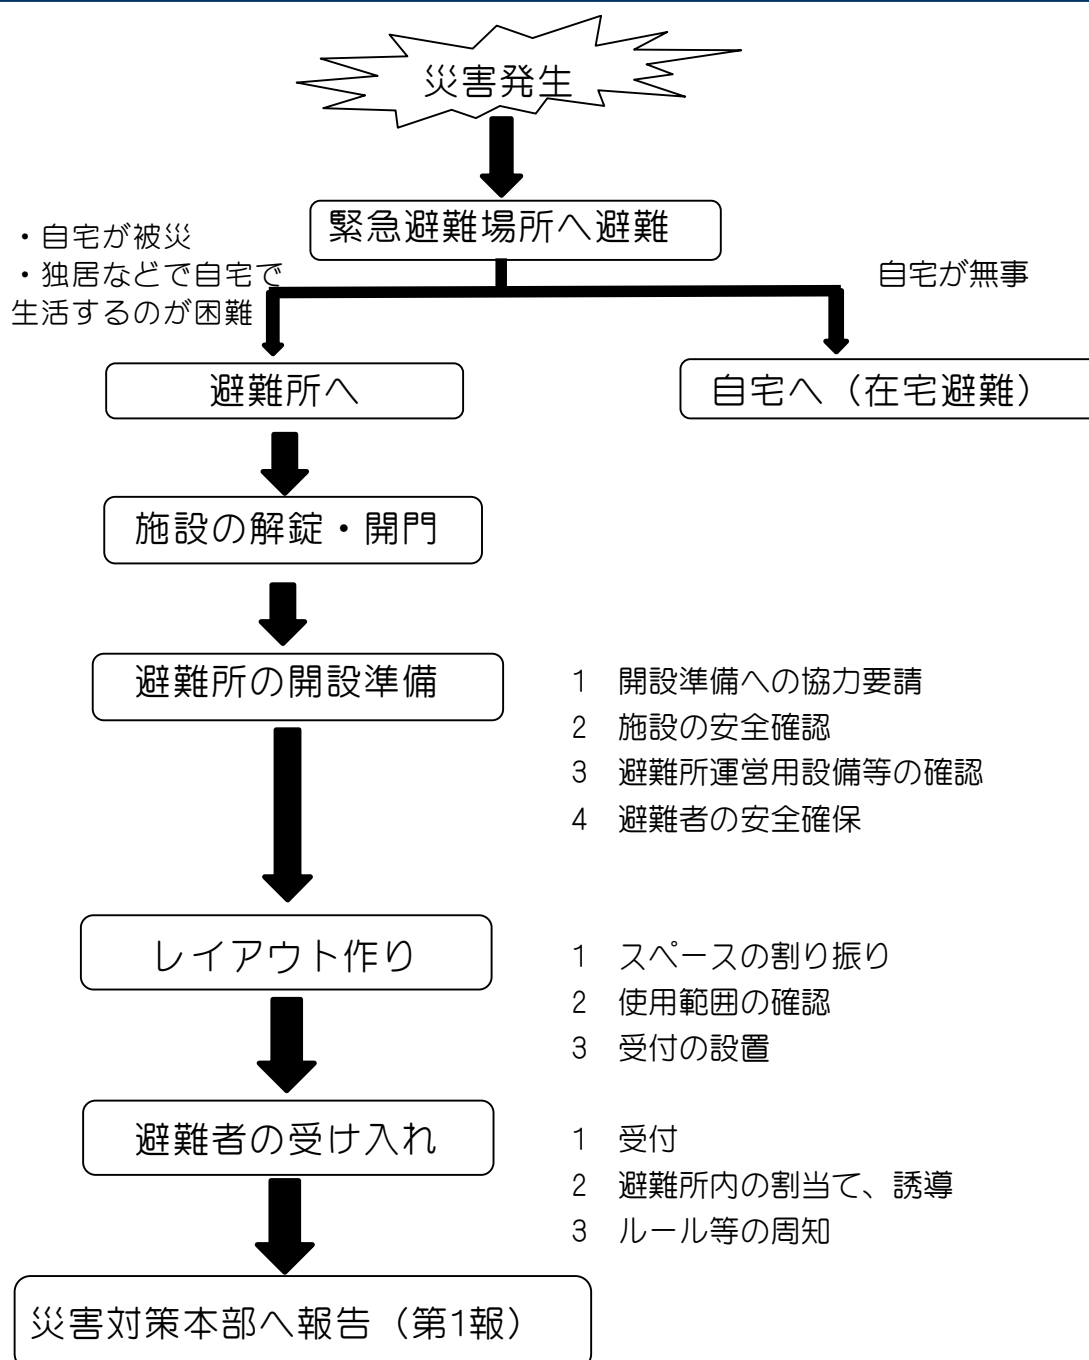 災害発生
緊急避難場所へ避難
・自宅が被災
・独居などで自宅で
生活するのが困難
自宅が無事
避難所へ
自宅へ（在宅避難）
施設の解錠・開門
避難所の開設準備
1　開設準備への協力要請
2　施設の安全確認
3　避難所運営用設備等の確認
4　避難者の安全確保
レイアウト作り
1　スペースの割り振り
2　使用範囲の確認
3　受付の設置
避難者の受け入れ
1　受付
2　避難所内の割当て、誘導
3　ルール等の周知
災害対策本部へ報告（第1報）